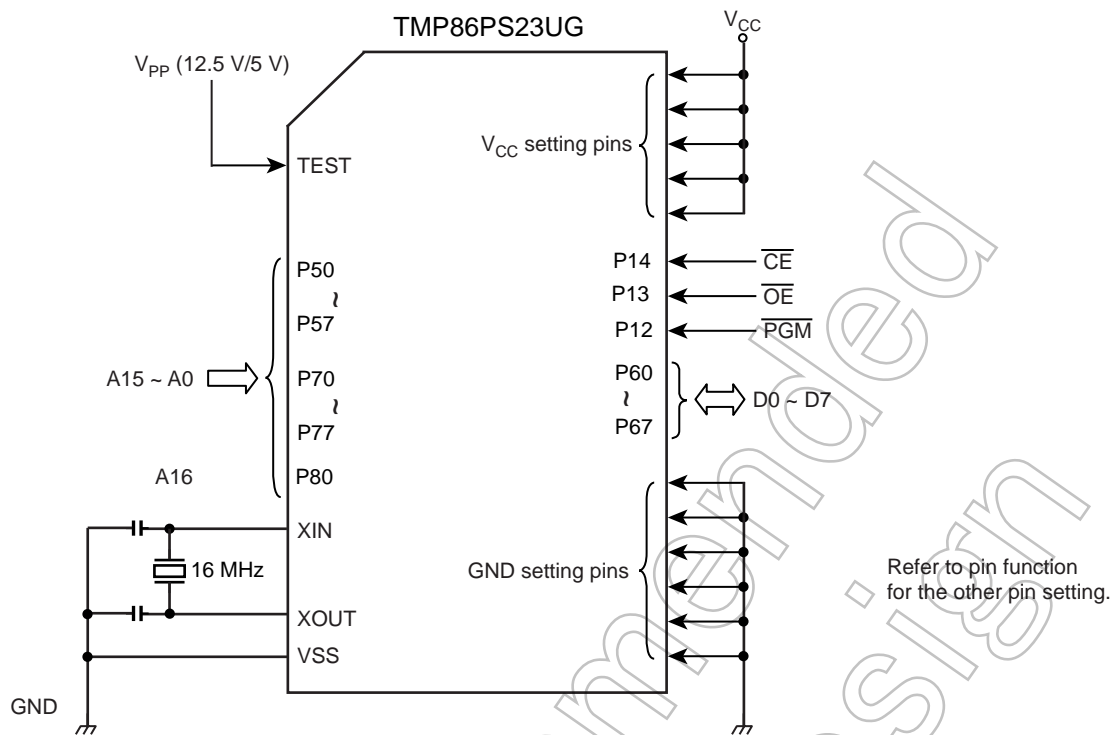 TMP86PS23UG
VCC
VPP (12.5 V/5 V)
VCC setting pins
TEST
P14
CE
P50
~
P57
P13
OE
P12
PGM
A15 ~ A0
P70
~
P77
P60
~
P67
D0 ~ D7
A16
P80
XIN
16 MHz
XOUT
VSS
GND
GND setting pins
Refer to pin function
for the other pin setting.
mmended
esign